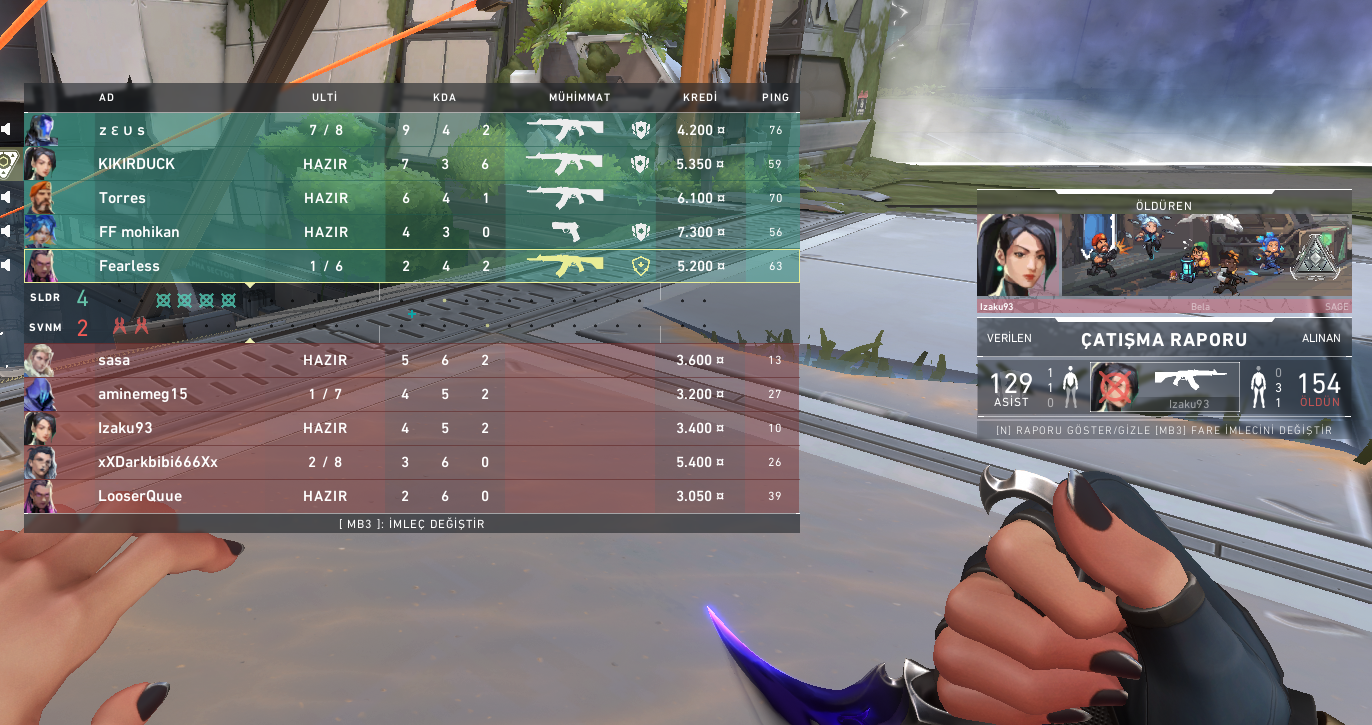 AD ULTİ KDA MÜHİMMAT KREDİ PING
zευs 7 / 8 9 4 2 4.200 ¤ 76
KIKIRDUCK HAZIR 7 3 6 5.350 ¤ 59
Torres HAZIR 6 4 1 6.100 ¤ 70
FF mohikan HAZIR 4 3 0 7.300 ¤ 56
Fearless 1 / 6 2 4 2 5.200 ¤ 63
SLDR 4
SVNM 2
sasa HAZIR 5 6 2 3.600 ¤ 13
aminemeg15 1 / 7 4 5 2 3.200 ¤ 27
Izaku93 HAZIR 4 5 2 3.400 ¤ 10
xXDarkbibi666Xx 2 / 8 3 6 0 5.400 ¤ 26
LooserQuue HAZIR 2 6 0 3.050 ¤ 39
[ MB3 ]: İMLEÇ DEĞİŞTİR
ÖLDÜREN
Izaku93 Bela SAGE
VERİLEN ÇATIŞMA RAPORU ALINAN
129 1 1 0 0 3 1 154
ASİST Izaku93 ÖLDÜN
[N] RAPORU GÖSTER/GİZLE [MB3] FARE İMLECİNİ DEĞİŞTİR